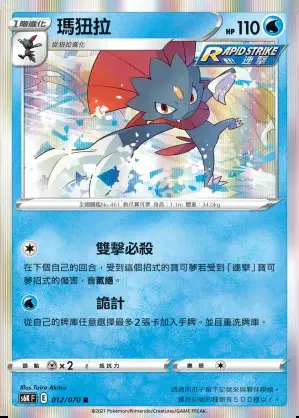 1階進化
瑪狃拉
HP 110
從狃拉進化
RAPID STRIKE
連擊
全國圖鑑No.461 鉤爪寶可夢 身高：1.1m 體重：34.0kg
雙擊必殺
在下個自己的回合，受到這個招式的寶可夢若受到「連擊」寶可
夢招式的傷害，會氣絕。
詭計
從自己的牌庫任意選擇最多2張卡加入手牌。並且重洗牌庫。
Illus. Taira Akitsu
弱點
×2
抵抗力
撤退
s6K F E 012/070 R
©2021 Pokémon/Nintendo/Creatures/GAME FREAK.